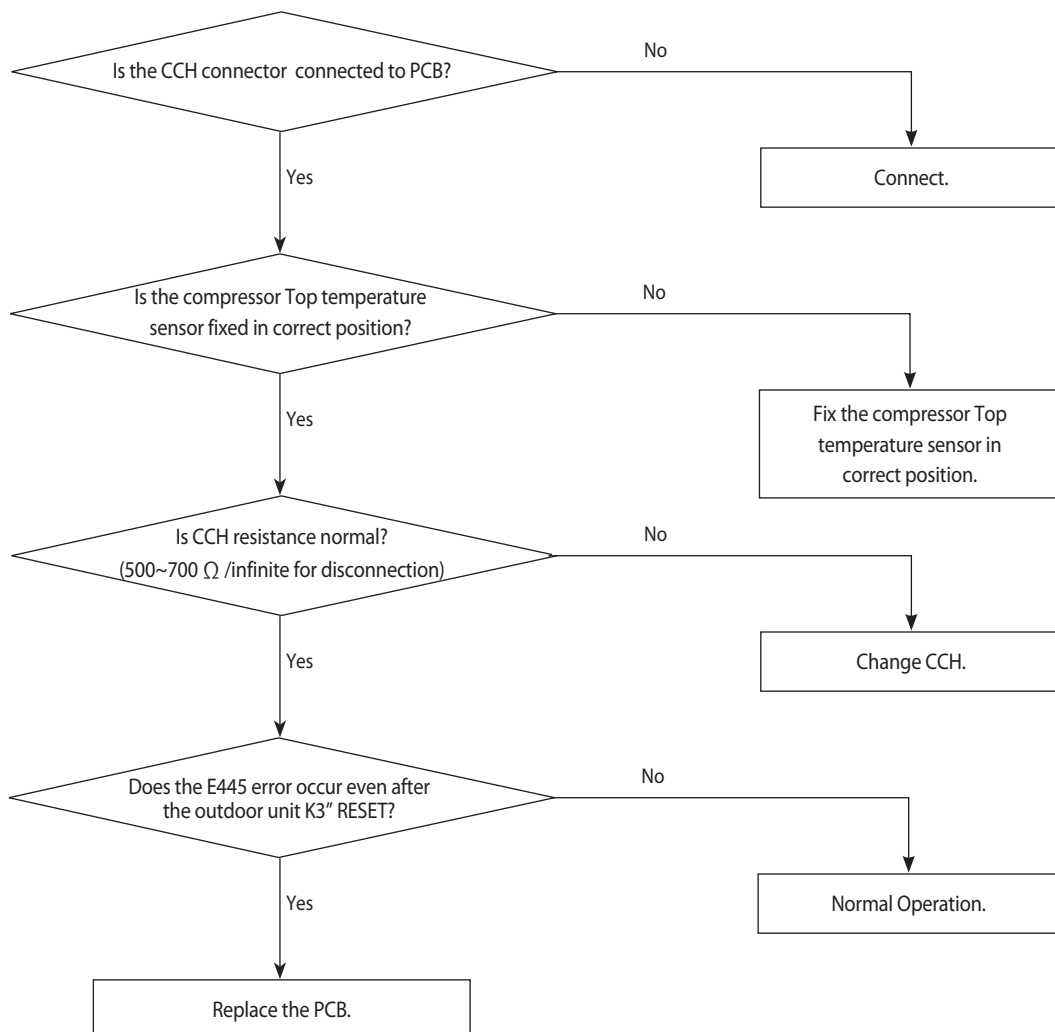 Is the CCH connector connected to PCB?
No
Connect.
Yes
Is the compressor Top temperature
sensor fixed in correct position?
No
Fix the compressor Top
temperature sensor in
correct position.
Yes
Is CCH resistance normal?
(500~700 Ω /infinite for disconnection)
No
Change CCH.
Yes
Does the E445 error occur even after
the outdoor unit K3” RESET?
No
Normal Operation.
Yes
Replace the PCB.